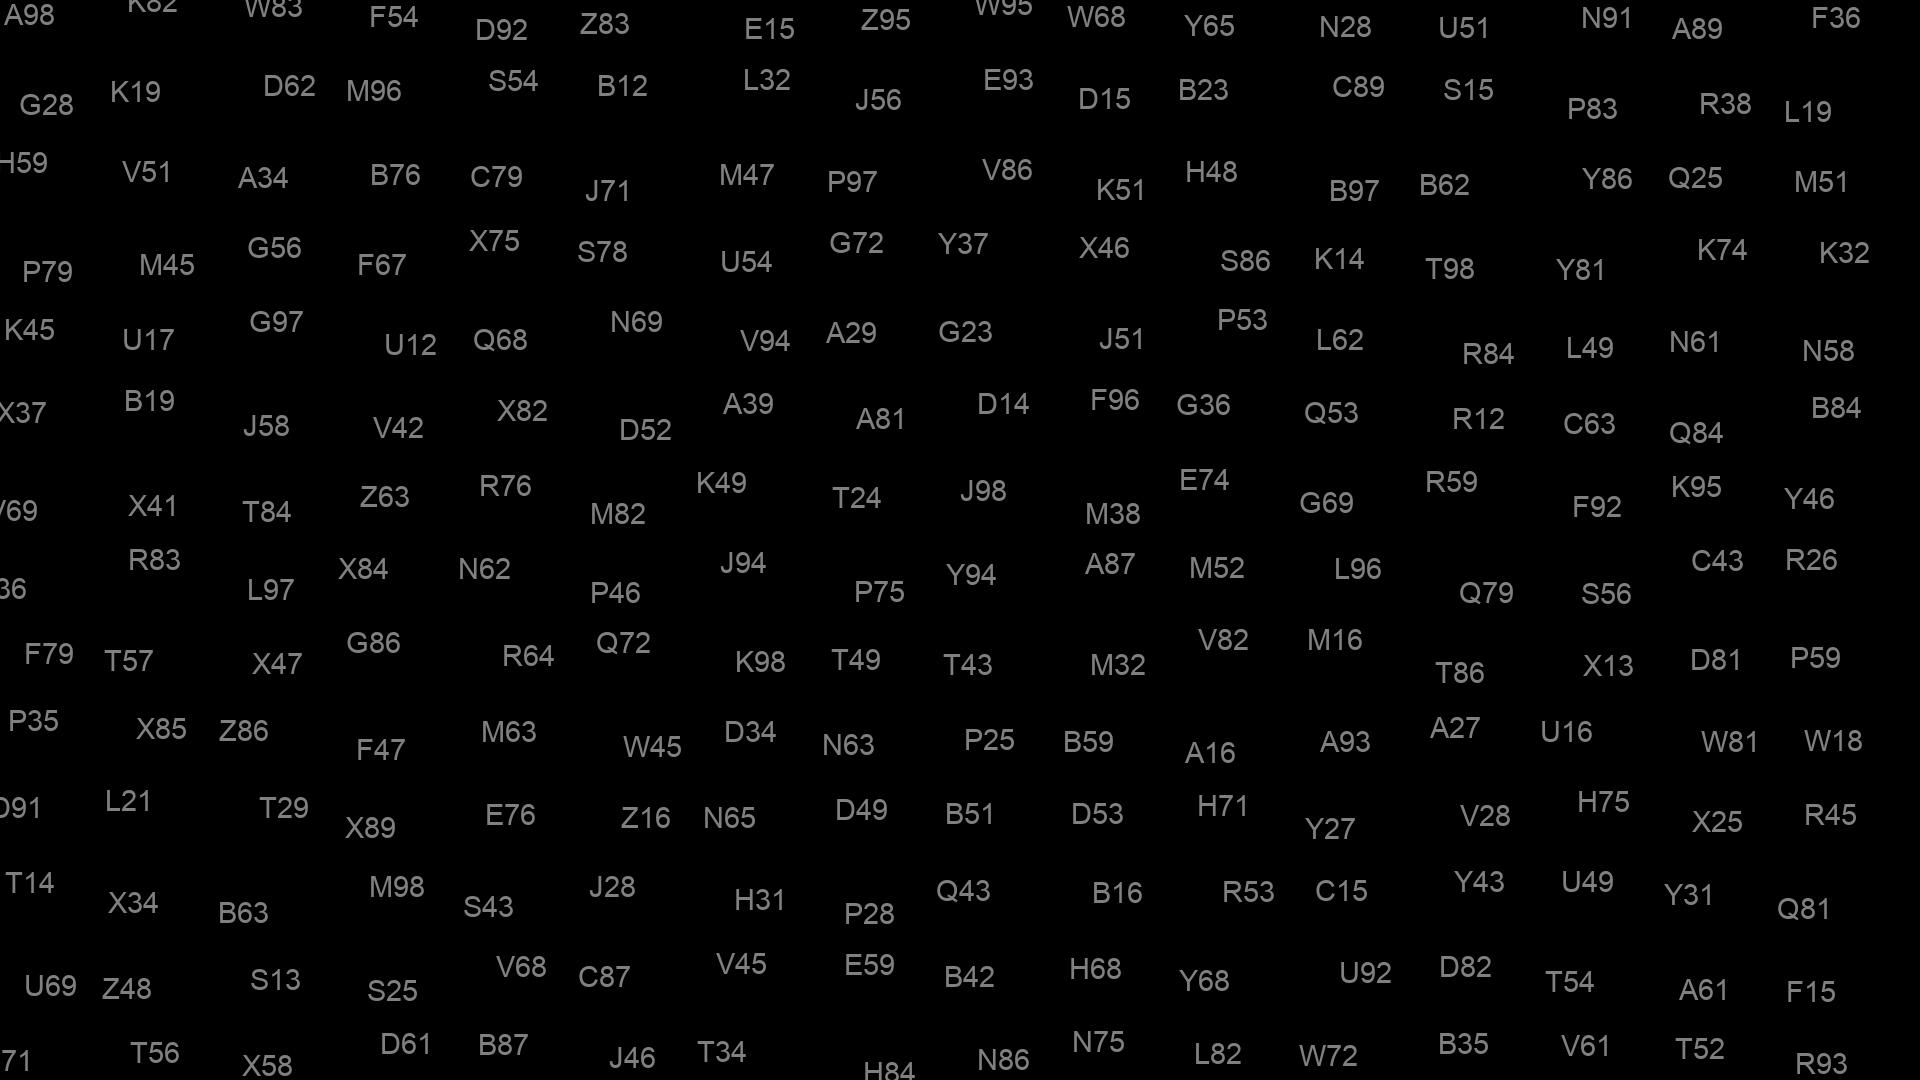 A98 K82 W83 F54 D92 Z83 E15 Z95 W95 W68 Y65 N28 U51 N91 A89 F36
G28 K19 D62 M96 S54 B12 L32 J56 E93 D15 B23 C89 S15 P83 R38 L19
H59 V51 A34 B76 C79 J71 M47 P97 V86 K51 H48 B97 B62 Y86 Q25 M51
P79 M45 G56 F67 X75 S78 U54 G72 Y37 X46 S86 K14 T98 Y81 K74 K32
K45 U17 G97 U12 Q68 N69 V94 A29 G23 J51 P53 L62 R84 L49 N61 N58
X37 B19 J58 V42 X82 D52 A39 A81 D14 F96 G36 Q53 R12 C63 Q84 B84
69 X41 T84 Z63 R76 M82 K49 T24 J98 M38 E74 G69 R59 F92 K95 Y46
36 R83 L97 X84 N62 P46 J94 P75 Y94 A87 M52 L96 Q79 S56 C43 R26
F79 T57 X47 G86 R64 Q72 K98 T49 T43 M32 V82 M16 T86 X13 D81 P59
P35 X85 Z86 F47 M63 W45 D34 N63 P25 B59 A16 A93 A27 U16 W81 W18
D91 L21 T29 X89 E76 Z16 N65 D49 B51 D53 H71 Y27 V28 H75 X25 R45
T14 X34 B63 M98 S43 J28 H31 P28 Q43 B16 R53 C15 Y43 U49 Y31 Q81
U69 Z48 S13 S25 V68 C87 V45 E59 B42 H68 Y68 U92 D82 T54 A61 F15
71 T56 X58 D61 B87 J46 T34 H84 N86 N75 L82 W72 B35 V61 T52 R93